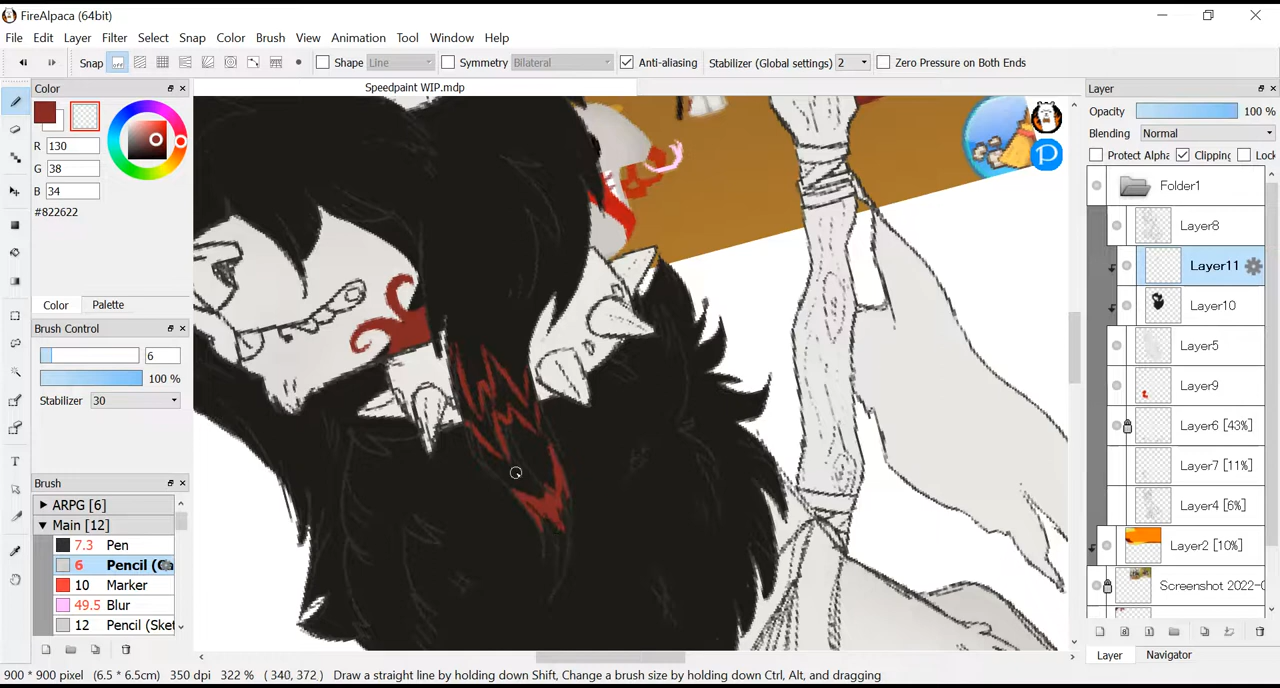 FireAlpaca (64bit)
File Edit Layer Filter Select Snap Color Brush View Animation Tool Window Help
Snap OFF Shape Line Symmetry Bilateral Anti-aliasing Stabilizer (Global settings) 2 Zero Pressure on Both Ends
Color
Speedpaint WIP.mdp
Layer
R 130
G 38
B 34
#822622
Opacity 100 %
Blending Normal
Protect Alpha Clipping Lock
Folder1
Layer8
Layer11
Layer10
Layer5
Layer9
Layer6 [43%]
Layer7 [11%]
Layer4 [6%]
Layer2 [10%]
Screenshot 2022-0
Layer Navigator
P
Color Palette
Brush Control
6
100 %
Stabilizer 30
Brush
ARPG [6]
Main [12]
7.3 Pen
6 Pencil (Ca
10 Marker
49.5 Blur
12 Pencil (Sket
900 * 900 pixel (6.5 * 6.5cm) 350 dpi 322 % ( 340, 372 ) Draw a straight line by holding down Shift, Change a brush size by holding down Ctrl, Alt, and dragging